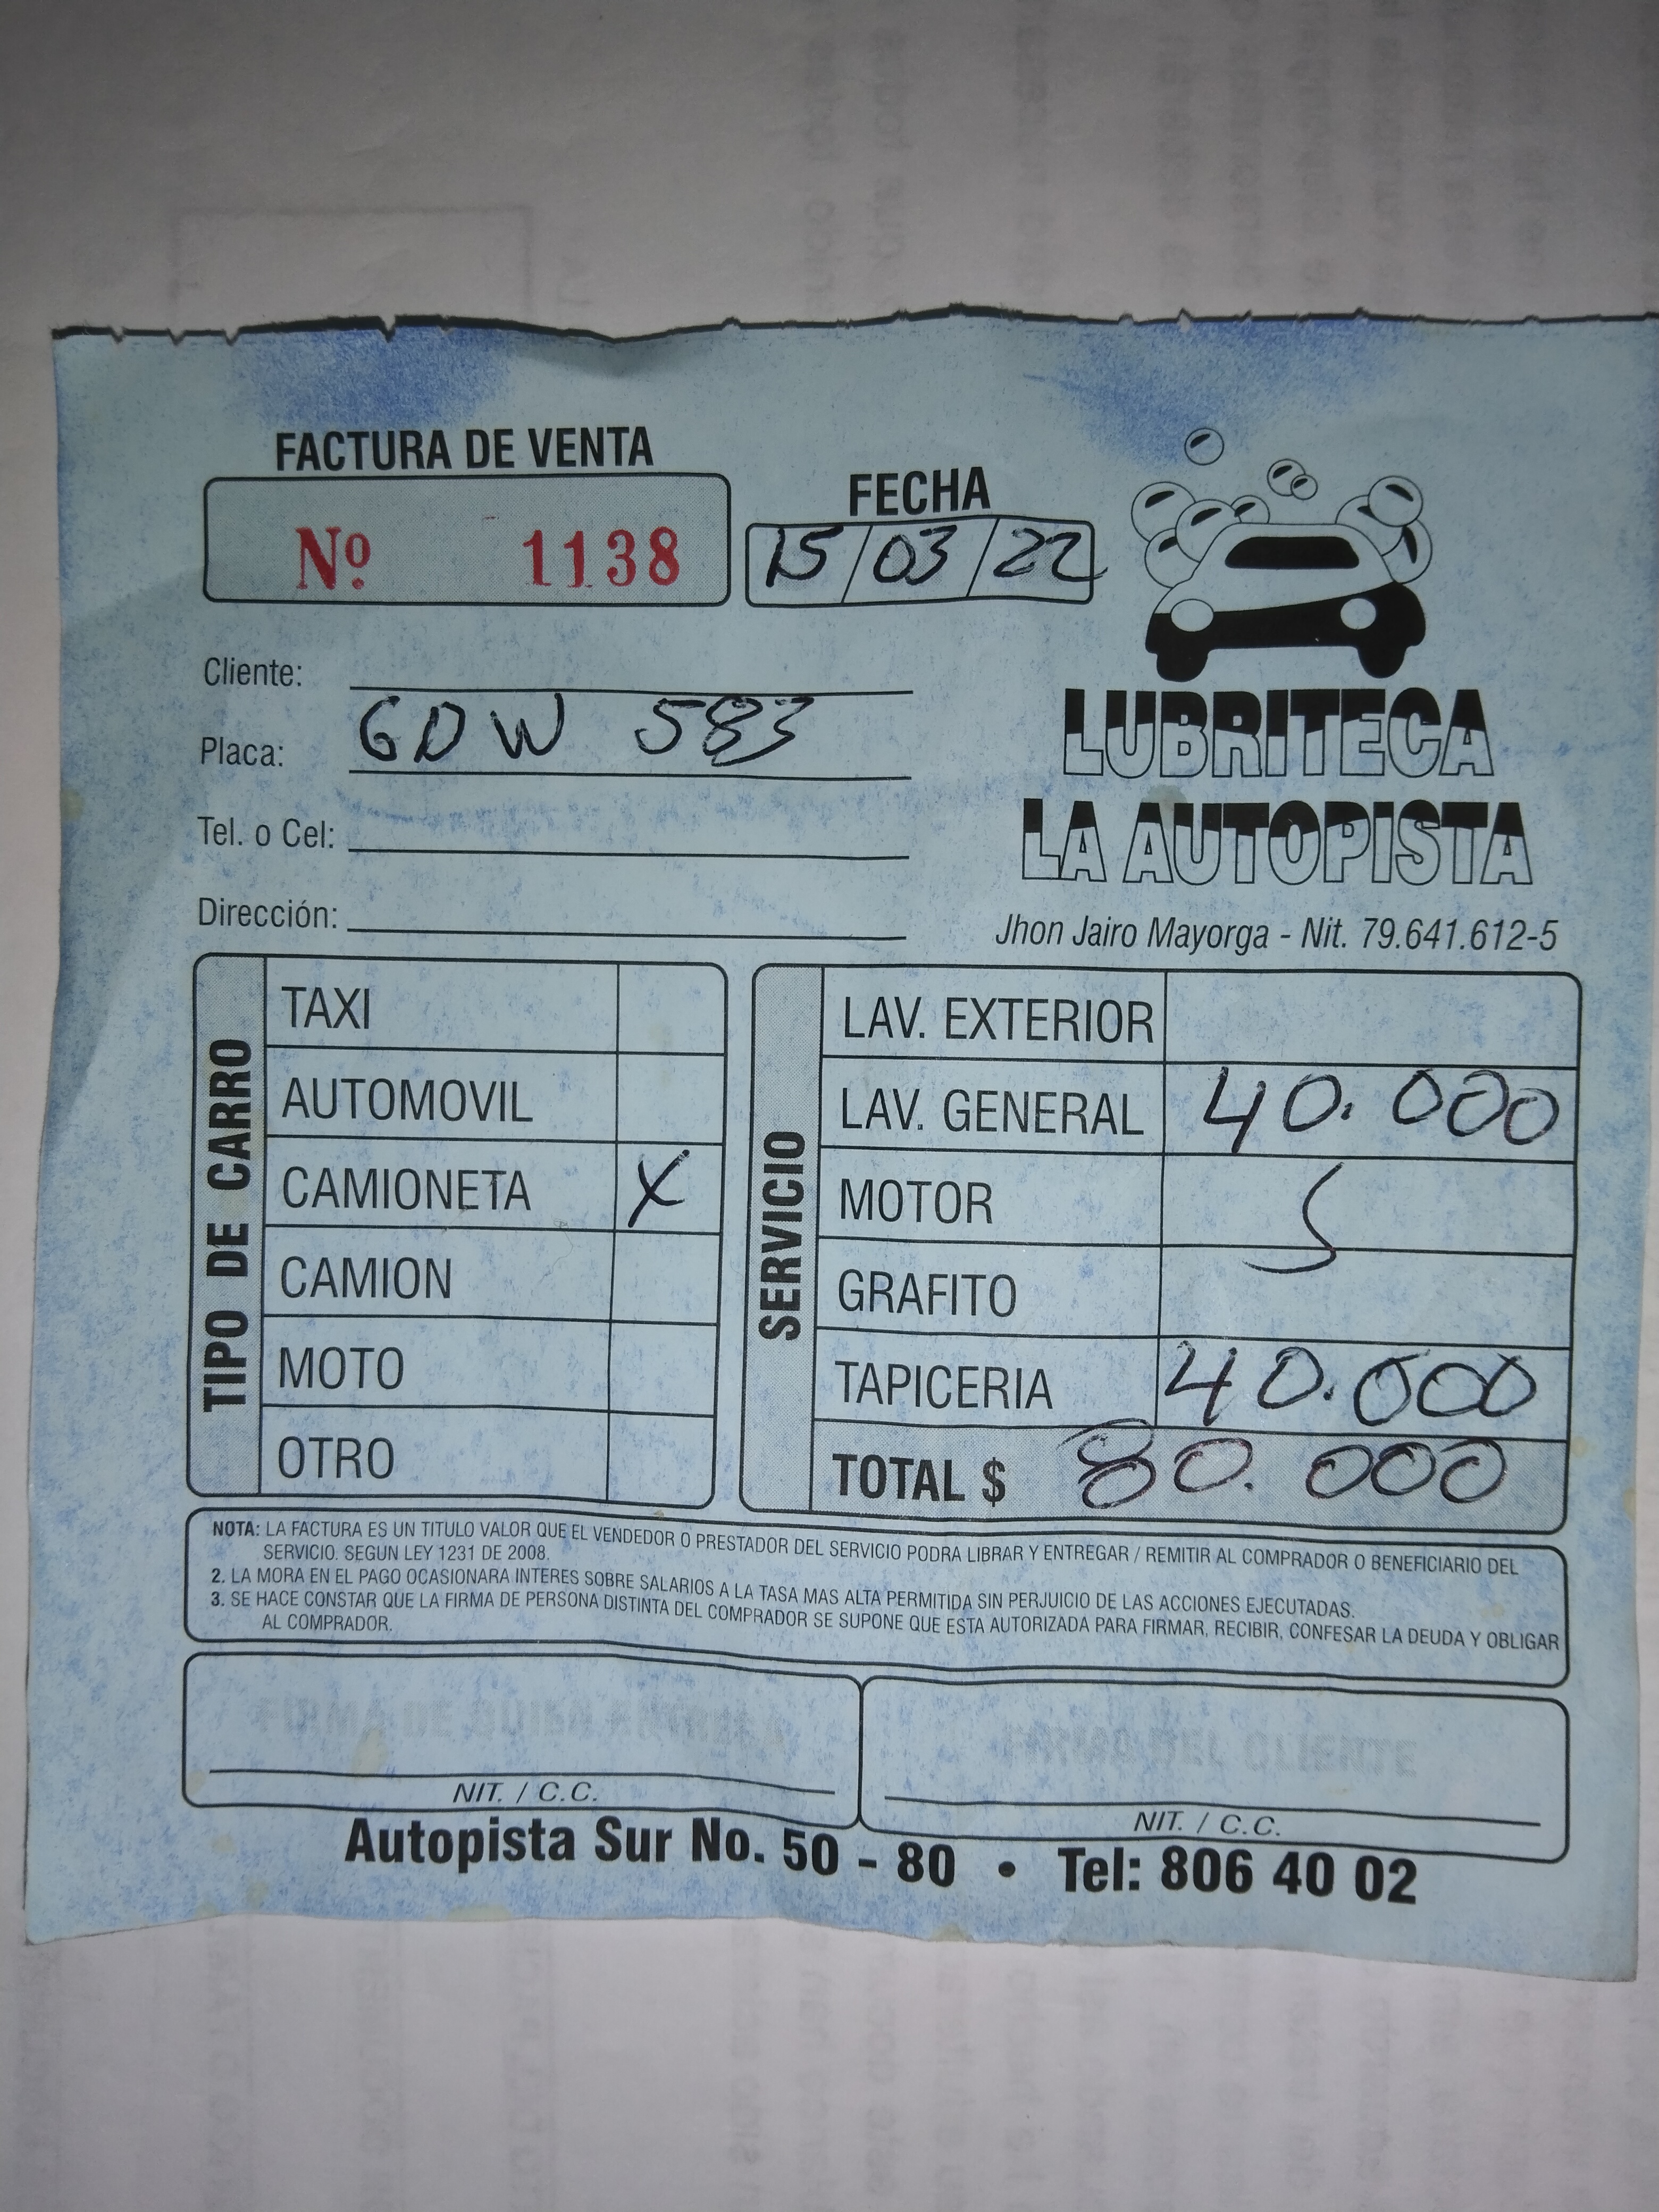 FACTURA DE VENTA
Nº 1138
FECHA
15/03/22
LUBRITECA
LA AUTOPISTA
Jhon Jairo Mayorga - Nit. 79.641.612-5
Cliente:
Placa: GDW 583
Tel. o Cel:
Dirección:
TIPO DE CARRO
TAXI
AUTOMOVIL
CAMIONETA X
CAMION
MOTO
OTRO
SERVICIO
LAV. EXTERIOR
LAV. GENERAL 40.000
MOTOR
GRAFITO
TAPICERIA 40.000
TOTAL $ 80.000
NOTA: LA FACTURA ES UN TITULO VALOR QUE EL VENDEDOR O PRESTADOR DEL SERVICIO PODRA LIBRAR Y ENTREGAR / REMITIR AL COMPRADOR O BENEFICIARIO DEL
SERVICIO. SEGUN LEY 1231 DE 2008.
2. LA MORA EN EL PAGO OCASIONARA INTERES SOBRE SALARIOS A LA TASA MAS ALTA PERMITIDA SIN PERJUICIO DE LAS ACCIONES EJECUTADAS.
3. SE HACE CONSTAR QUE LA FIRMA DE PERSONA DISTINTA DEL COMPRADOR SE SUPONE QUE ESTA AUTORIZADA PARA FIRMAR, RECIBIR, CONFESAR LA DEUDA Y OBLIGAR
AL COMPRADOR.
FIRMA DE QUIEN ENTREGA
FIRMA DEL CLIENTE
NIT. / C.C.
NIT. / C.C.
Autopista Sur No. 50 - 80 • Tel: 806 40 02